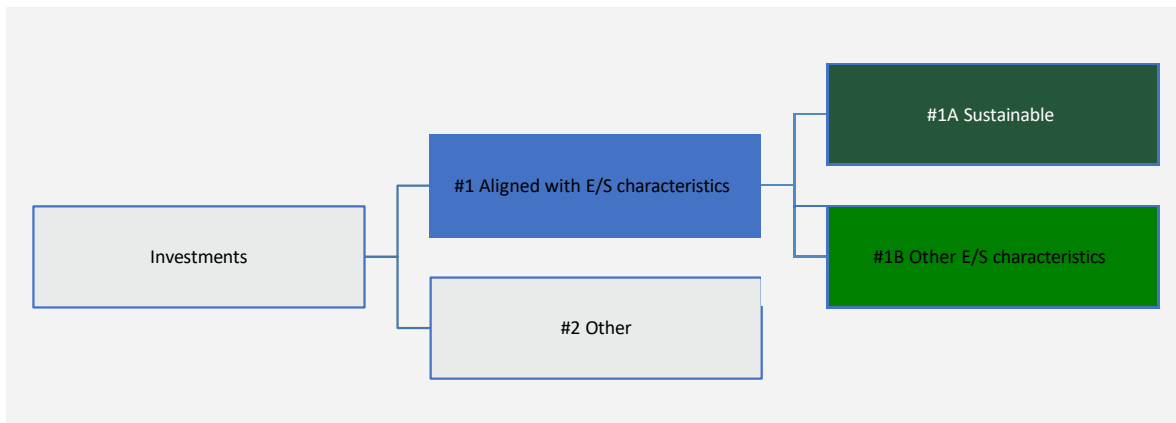 #1A Sustainable
#1 Aligned with E/S characteristics
Investments
#1B Other E/S characteristics
#2 Other